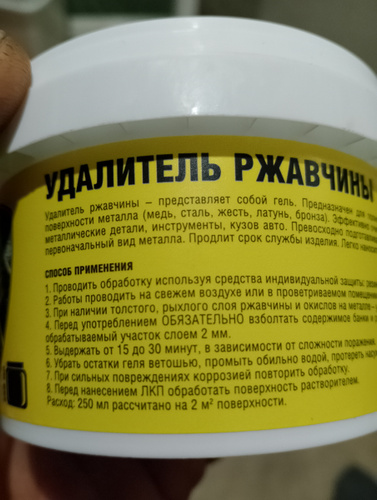 УДАЛИТЕЛЬ РЖАВЧИНЫ
Удалитель ржавчины – представляет собой гель. Предназначен для
поверхности металла (медь, сталь, жесть, латунь, бронза). Эффективно
металлические детали, инструменты, кузов авто. Превосходно
первоначальный вид металла. Продлит срок службы изделия. Легко
СПОСОБ ПРИМЕНЕНИЯ
1. Проводить обработку используя средства индивидуальной защиты:
2. Работы проводить на свежем воздухе или в проветриваемом
3. При наличии толстого, рыхлого слоя ржавчины и окислов на металле –
4. Перед употреблением ОБЯЗАТЕЛЬНО взболтать содержимое банки и
обрабатываемый участок слоем 2 мм.
5. Выдержать от 15 до 30 минут, в зависимости от сложности поражения.
6. Убрать остатки геля ветошью, промыть обильно водой, протереть
7. При сильных повреждениях коррозией повторить обработку.
8. Перед нанесением ЛКП обработать поверхность растворителем.
Расход: 250 мл рассчитано на 2 м² поверхности.